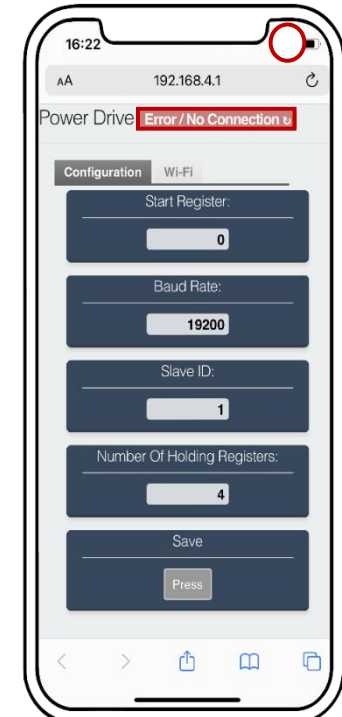 16:22
AA 192.168.4.1
Power Drive Error / No Connection ↻
Configuration Wi-Fi
Start Register:
0
Baud Rate:
19200
Slave ID:
1
Number Of Holding Registers:
4
Save
Press